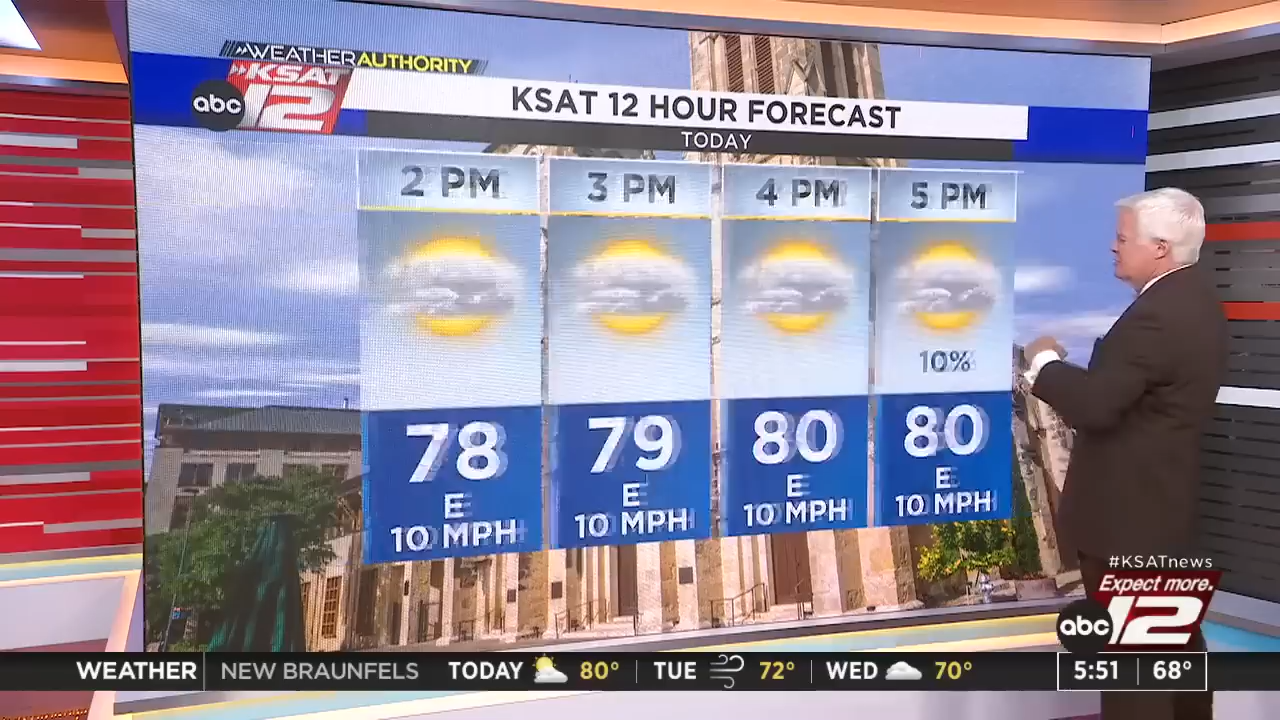 WEATHERAUTHORITY
KSAT
abc 12
KSAT 12 HOUR FORECAST
TODAY
2 PM 3 PM 4 PM 5 PM
10%
78 79 80 80
E E E E
10 MPH 10 MPH 10 MPH 10 MPH
#KSATnews
Expect more.
abc 12
WEATHER NEW BRAUNFELS TODAY 80° TUE 72° WED 70° 5:51 68°